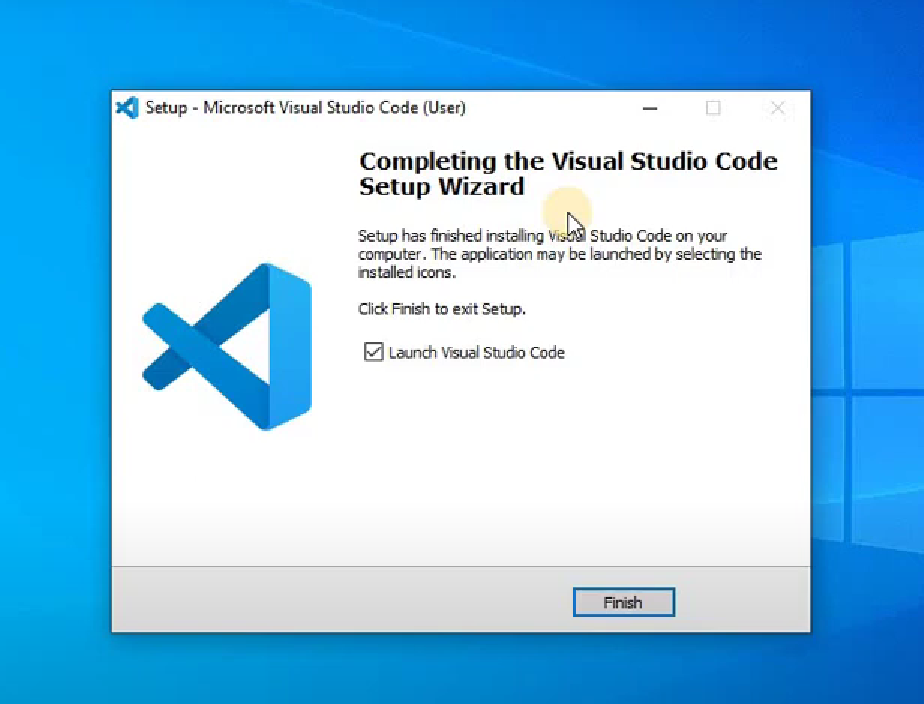 Setup - Microsoft Visual Studio Code (User)
Completing the Visual Studio Code
Setup Wizard
Setup has finished installing Visual Studio Code on your
computer. The application may be launched by selecting the
installed icons.
Click Finish to exit Setup.
Launch Visual Studio Code
Finish